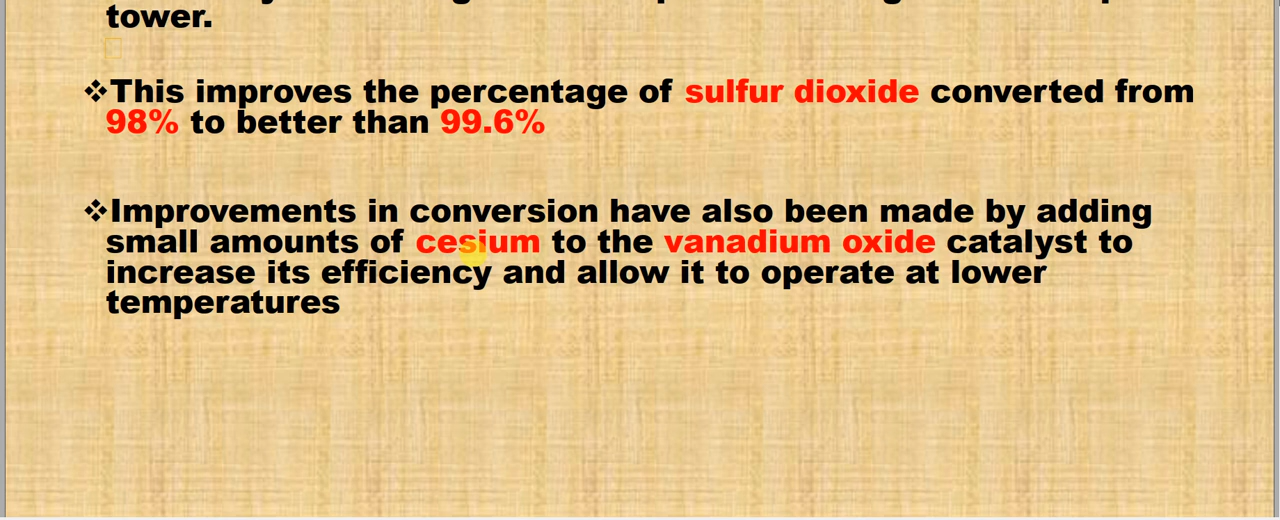 tower.
❖This improves the percentage of sulfur dioxide converted from
98% to better than 99.6%
❖Improvements in conversion have also been made by adding
small amounts of cesium to the vanadium oxide catalyst to
increase its efficiency and allow it to operate at lower
temperatures